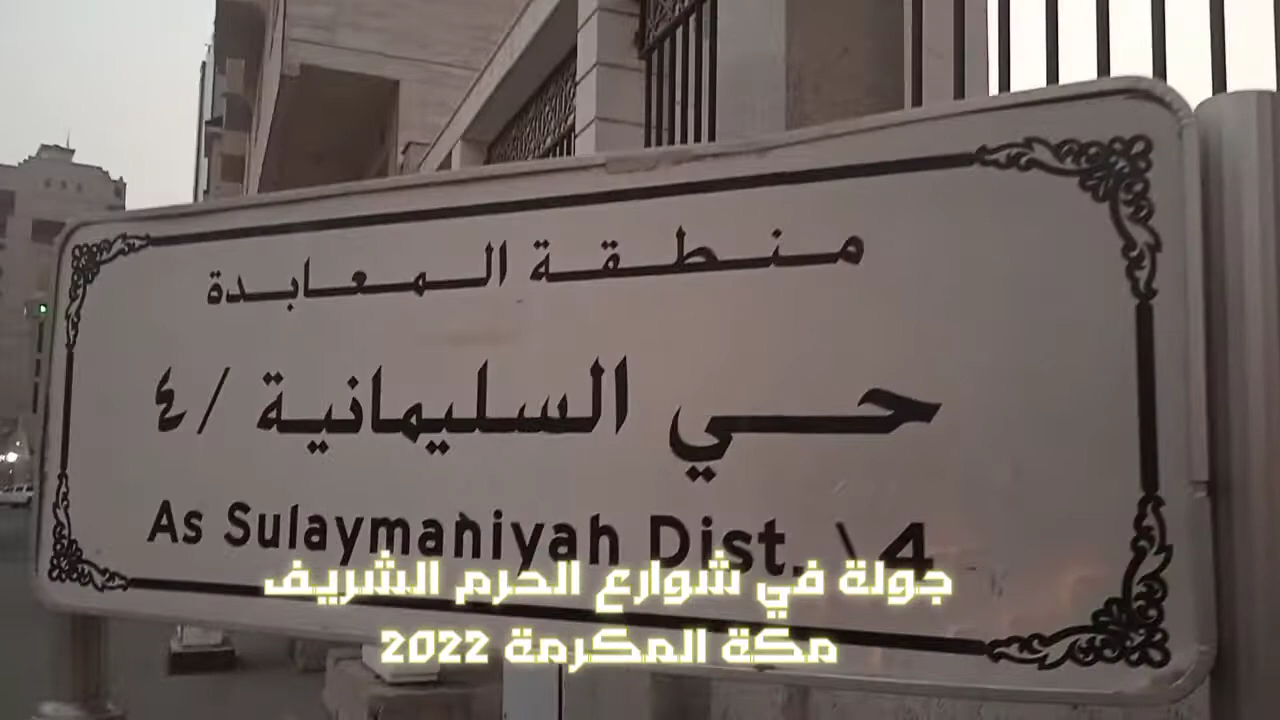 منطقة المعابدة
حي السليمانية /٤
As Sulaymaniyah Dist. \4
جولة في شوارع الحرم الشريف
مكة المكرمة 2022